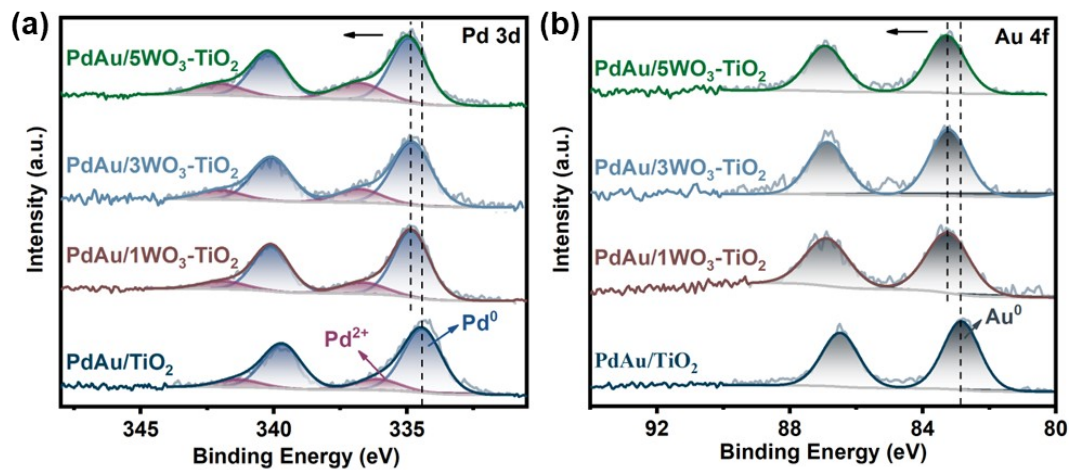 (a)
Pd 3d
PdAu/5WO₃-TiO₂
PdAu/3WO₃-TiO₂
PdAu/1WO₃-TiO₂
PdAu/TiO₂
Pd²⁺
Pd⁰
Intensity (a.u.)
345 340 335
Binding Energy (eV)
(b)
Au 4f
PdAu/5WO₃-TiO₂
PdAu/3WO₃-TiO₂
PdAu/1WO₃-TiO₂
PdAu/TiO₂
Au⁰
Intensity (a.u.)
92 88 84 80
Binding Energy (eV)